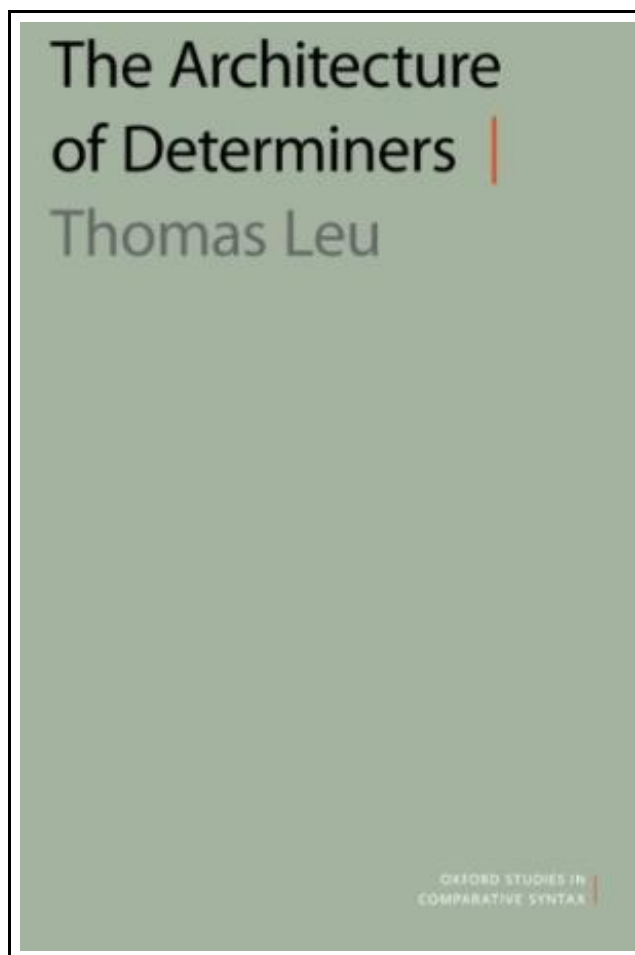 The Architecture
of Determiners
Thomas Leu
OXFORD STUDIES IN
COMPARATIVE SYNTAX